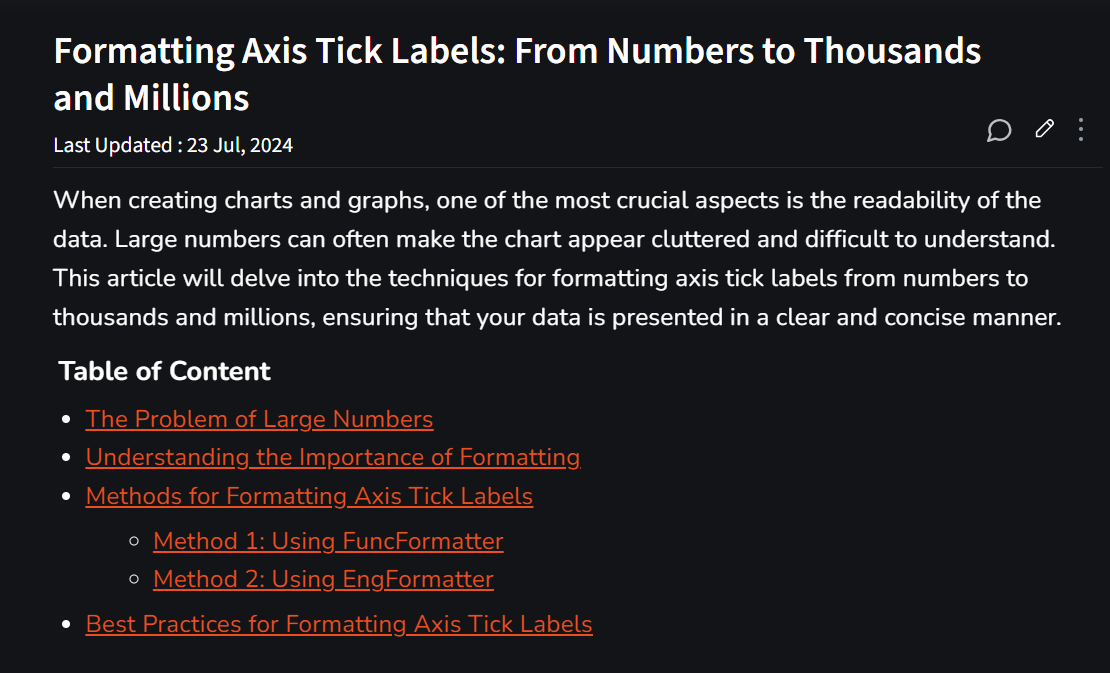 Formatting Axis Tick Labels: From Numbers to Thousands
and Millions
Last Updated : 23 Jul, 2024
When creating charts and graphs, one of the most crucial aspects is the readability of the
data. Large numbers can often make the chart appear cluttered and difficult to understand.
This article will delve into the techniques for formatting axis tick labels from numbers to
thousands and millions, ensuring that your data is presented in a clear and concise manner.
Table of Content
The Problem of Large Numbers
Understanding the Importance of Formatting
Methods for Formatting Axis Tick Labels
Method 1: Using FuncFormatter
Method 2: Using EngFormatter
Best Practices for Formatting Axis Tick Labels